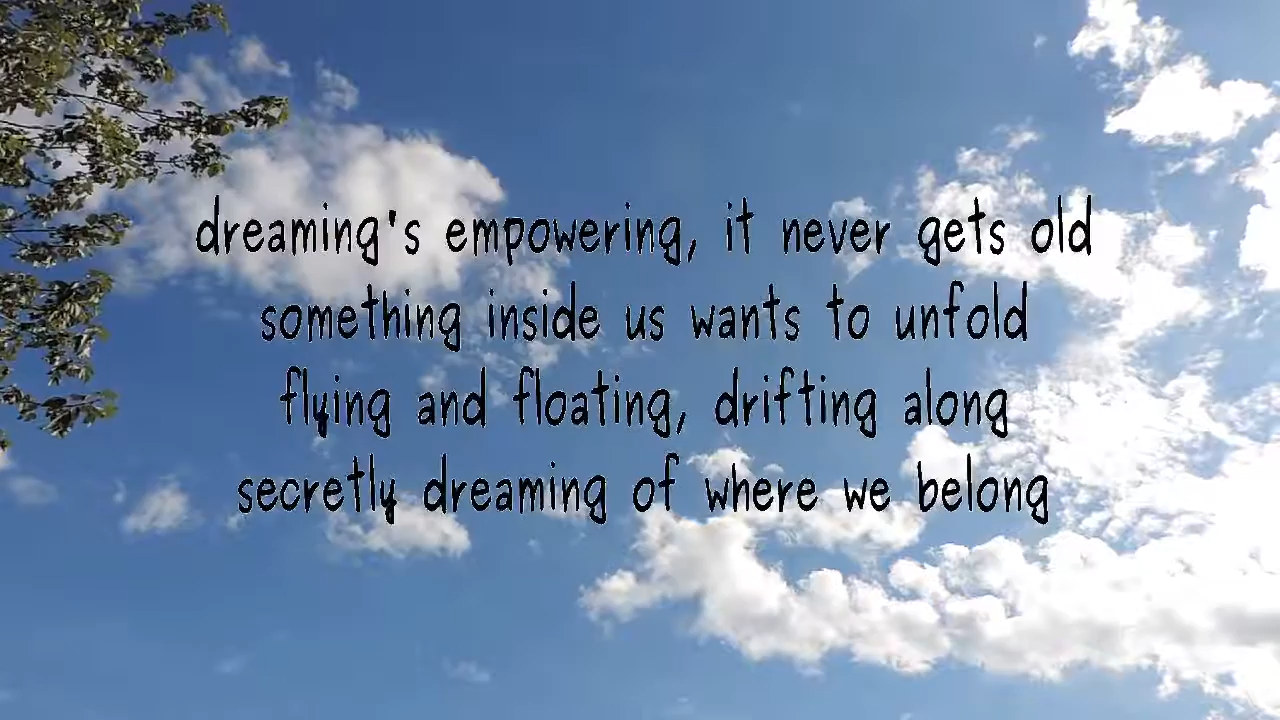 dreaming's empowering, it never gets old
something inside us wants to unfold
flying and floating, drifting along
secretly dreaming of where we belong